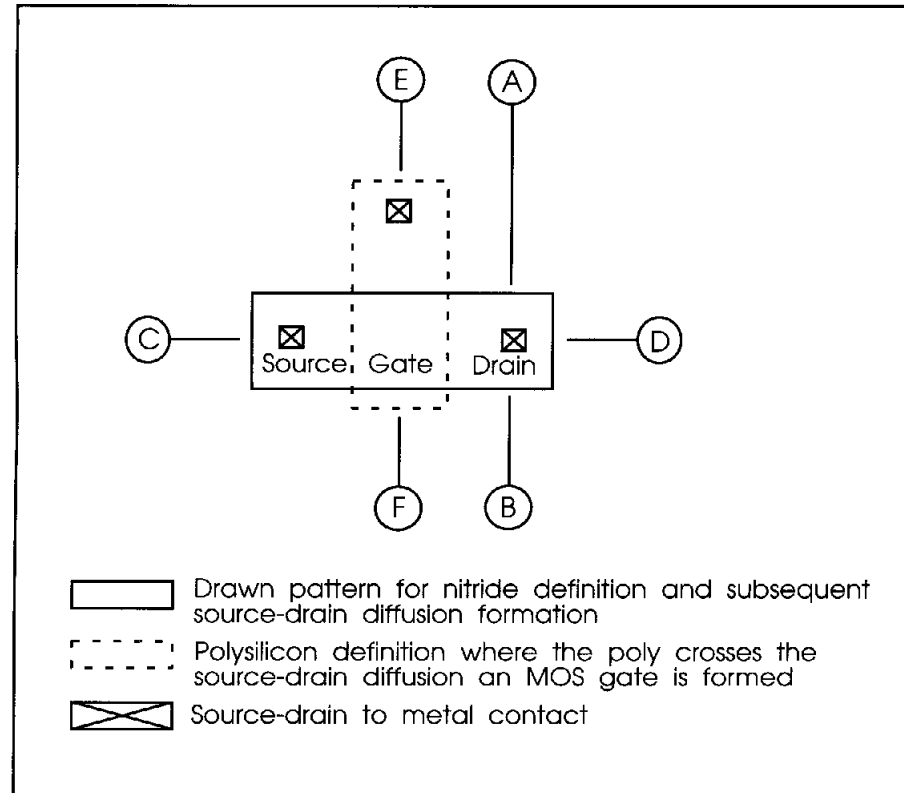 E
A
C
Source
Gate
Drain
D
F
B
Drawn pattern for nitride definition and subsequent
source-drain diffusion formation
Polysilicon definition where the poly crosses the
source-drain diffusion an MOS gate is formed
Source-drain to metal contact